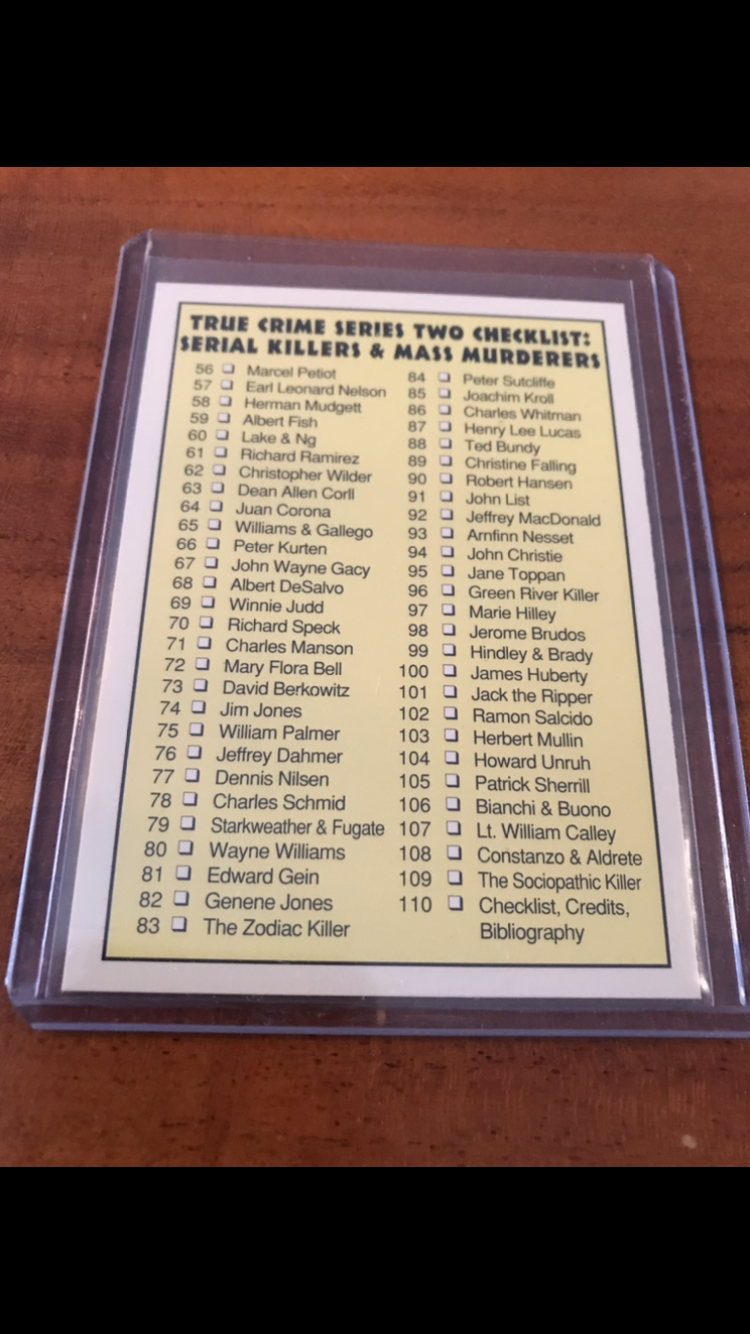 TRUE CRIME SERIES TWO CHECKLIST:
SERIAL KILLERS & MASS MURDERERS
56 Marcel Petiot
57 Earl Leonard Nelson
58 Herman Mudgett
59 Albert Fish
60 Lake & Ng
61 Richard Ramirez
62 Christopher Wilder
63 Dean Allen Corll
64 Juan Corona
65 Williams & Gallego
66 Peter Kurten
67 John Wayne Gacy
68 Albert DeSalvo
69 Winnie Judd
70 Richard Speck
71 Charles Manson
72 Mary Flora Bell
73 David Berkowitz
74 Jim Jones
75 William Palmer
76 Jeffrey Dahmer
77 Dennis Nilsen
78 Charles Schmid
79 Starkweather & Fugate
80 Wayne Williams
81 Edward Gein
82 Genene Jones
83 The Zodiac Killer
84 Peter Sutcliffe
85 Joachim Kroll
86 Charles Whitman
87 Henry Lee Lucas
88 Ted Bundy
89 Christine Falling
90 Robert Hansen
91 John List
92 Jeffrey MacDonald
93 Arnfinn Nesset
94 John Christie
95 Jane Toppan
96 Green River Killer
97 Marie Hilley
98 Jerome Brudos
99 Hindley & Brady
100 James Huberty
101 Jack the Ripper
102 Ramon Salcido
103 Herbert Mullin
104 Howard Unruh
105 Patrick Sherrill
106 Bianchi & Buono
107 Lt. William Calley
108 Constanzo & Aldrete
109 The Sociopathic Killer
110 Checklist, Credits,
Bibliography